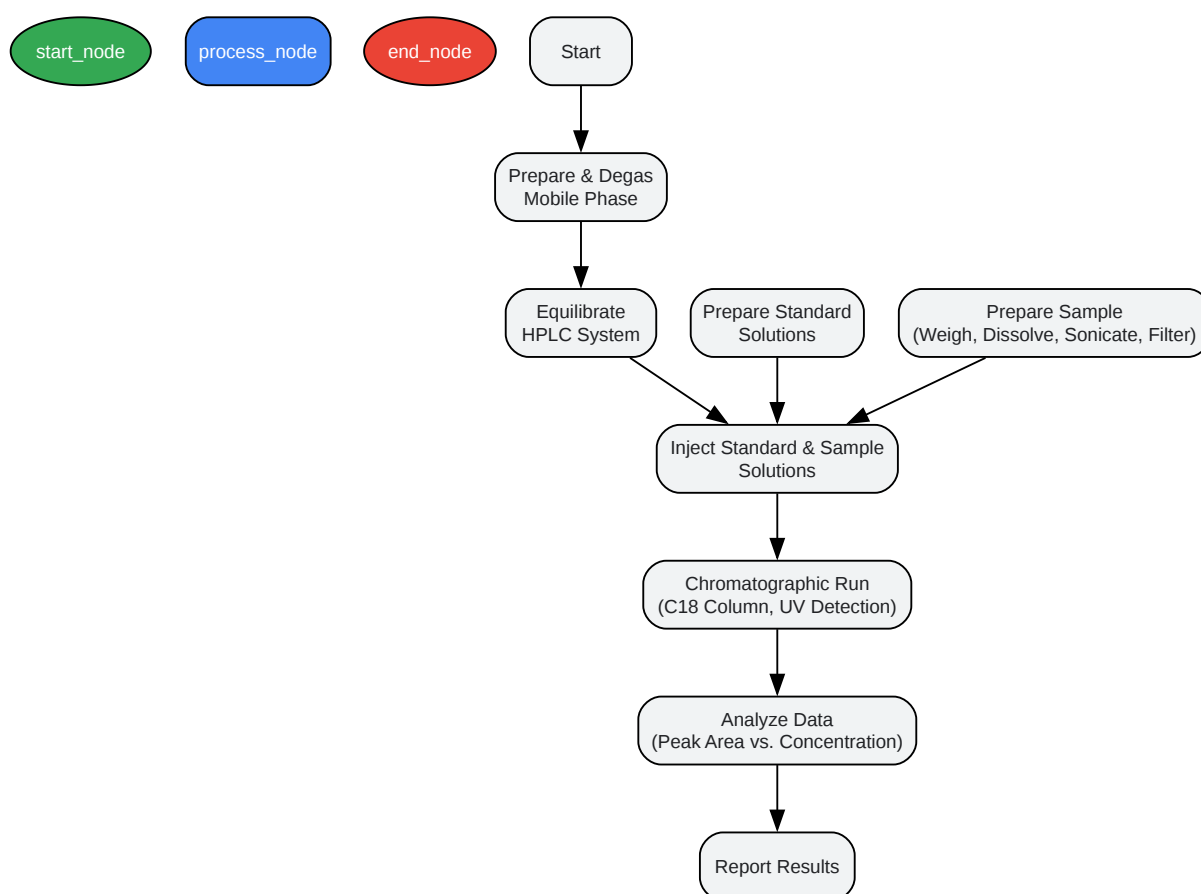 start_node
process_node
end_node
Start
Prepare & Degas
Mobile Phase
Equilibrate
HPLC System
Prepare Standard
Solutions
Prepare Sample
(Weigh, Dissolve, Sonicate, Filter)
Inject Standard & Sample
Solutions
Chromatographic Run
(C18 Column, UV Detection)
Analyze Data
(Peak Area vs. Concentration)
Report Results